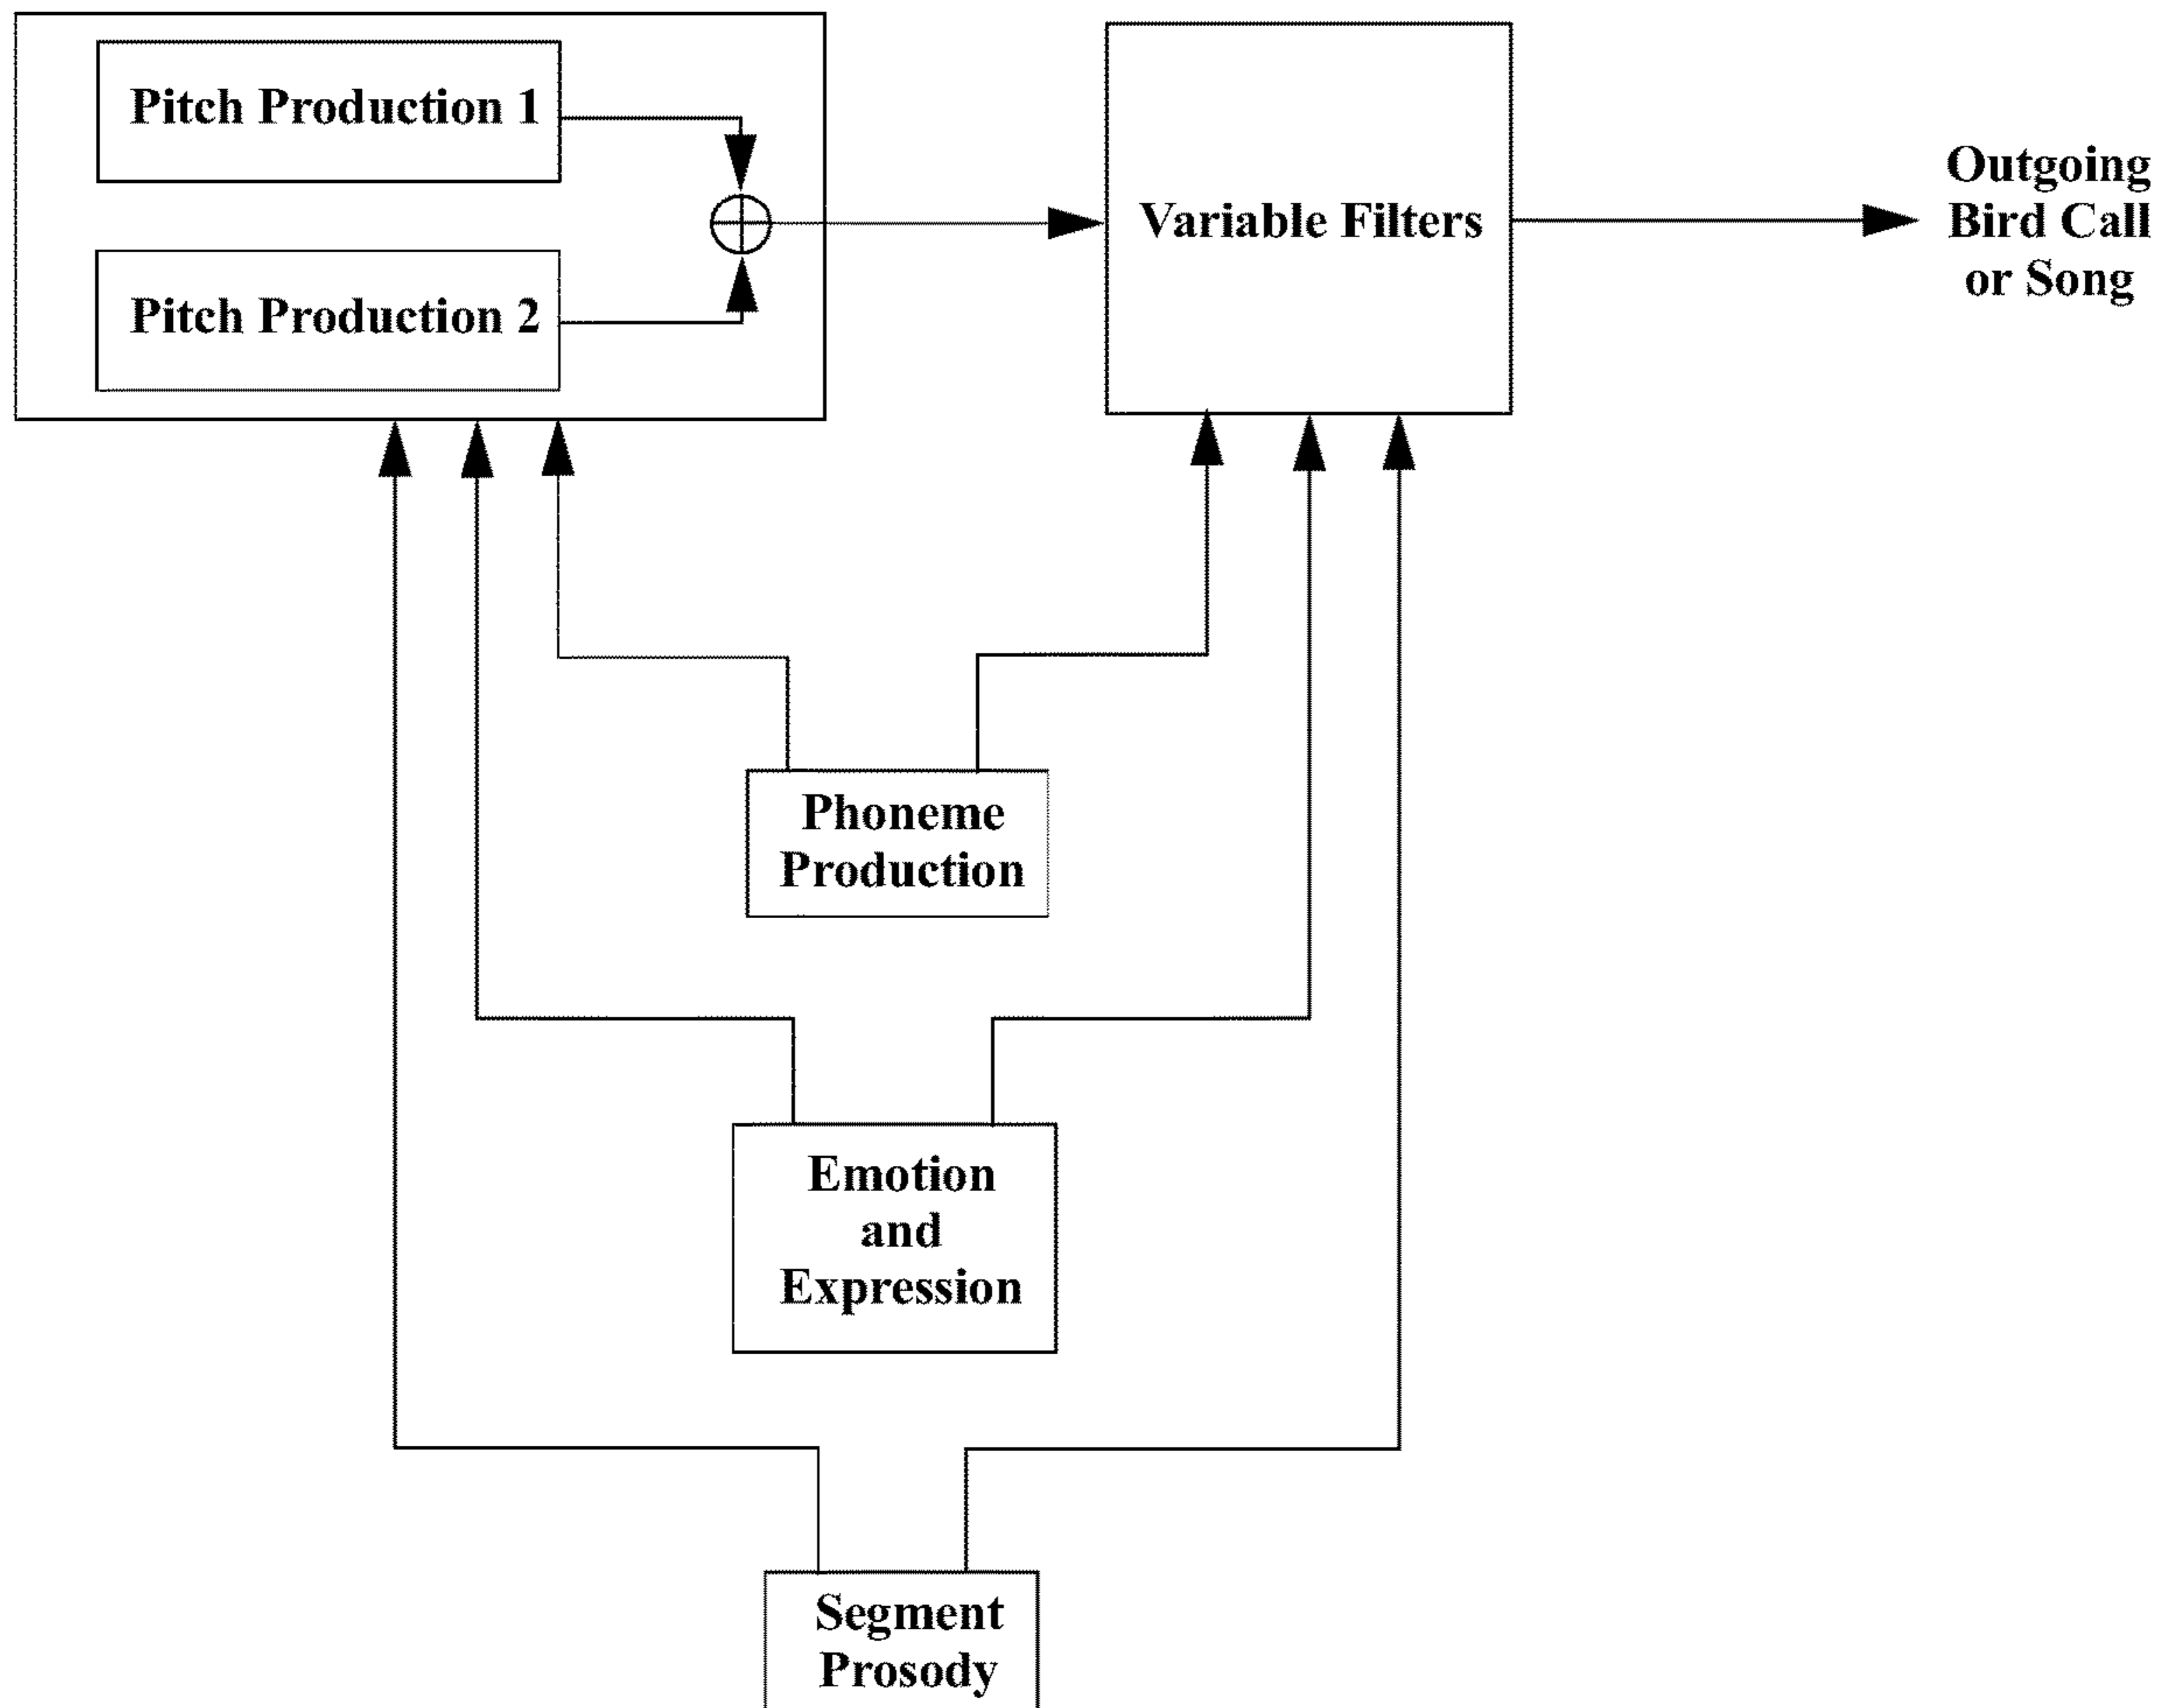 Pitch Production 1
Pitch Production 2
Variable Filters
Outgoing
Bird Call
or Song
Phoneme
Production
Emotion
and
Expression
Segment
Prosody